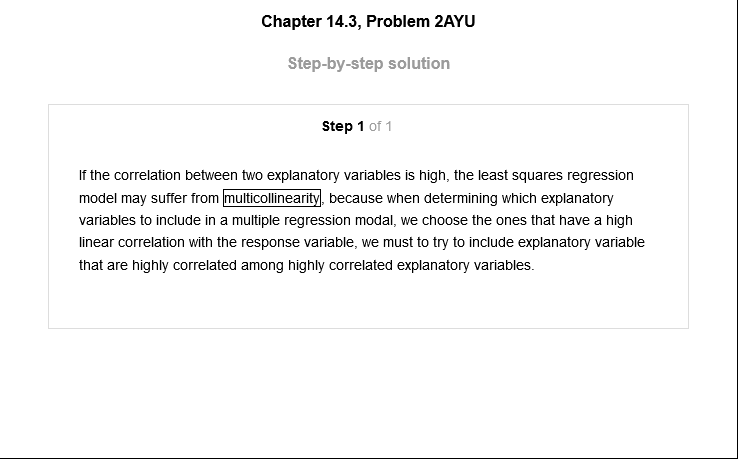 Chapter 14.3, Problem 2AYU
Step-by-step solution
Step 1 of 1
If the correlation between two explanatory variables is high, the least squares regression
model may suffer from multicollinearity, because when determining which explanatory
variables to include in a multiple regression modal, we choose the ones that have a high
linear correlation with the response variable, we must to try to include explanatory variable
that are highly correlated among highly correlated explanatory variables.